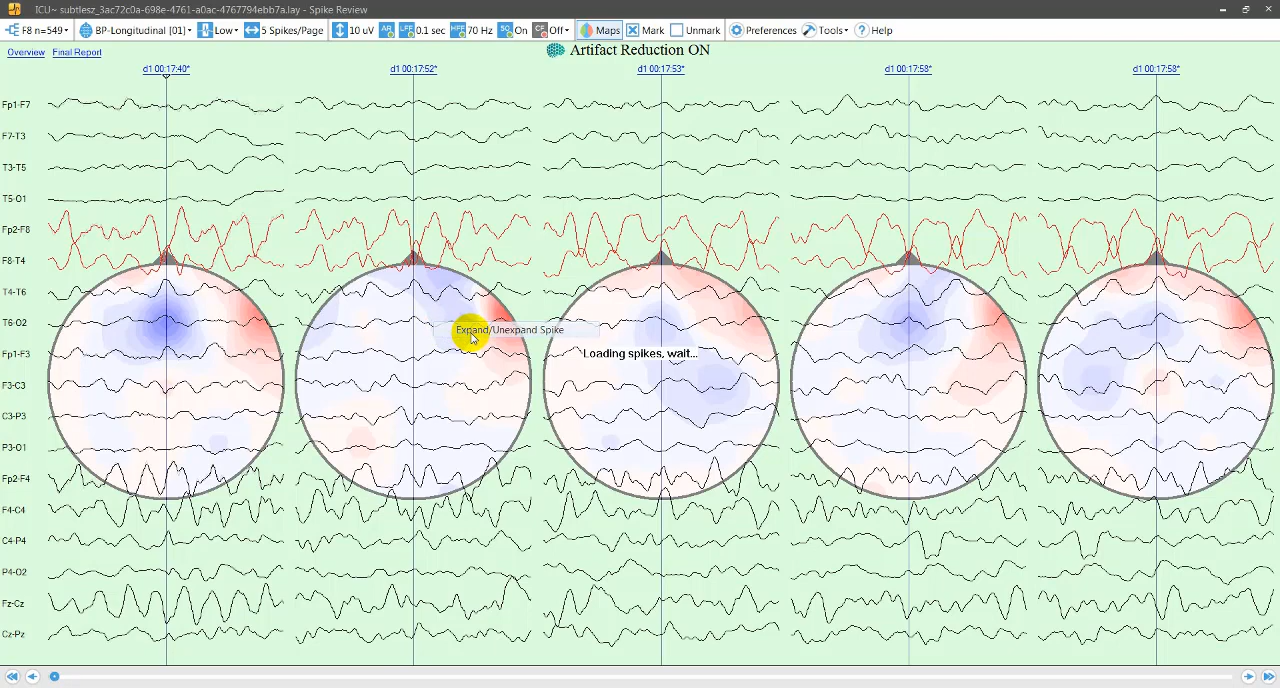 ICU~ subtlesz_3ac72c0a-698e-4761-a0ac-4767794ebb7a.lay - Spike Review
F8 n=549 BP-Longitudinal [01] Low 5 Spikes/Page 10 uV AR LFF 0.1 sec HFF 70 Hz 50 On CF Off Maps Mark Unmark Preferences Tools Help
Overview Final Report Artifact Reduction ON
d1 00:17:40* d1 00:17:52* d1 00:17:53* d1 00:17:58* d1 00:17:58*
Fp1-F7
F7-T3
T3-T5
T5-O1
Fp2-F8
F8-T4
T4-T6
T6-O2
Expand/Unexpand Spike
Fp1-F3
Loading spikes, wait...
F3-C3
C3-P3
P3-O1
Fp2-F4
F4-C4
C4-P4
P4-O2
Fz-Cz
Cz-Pz